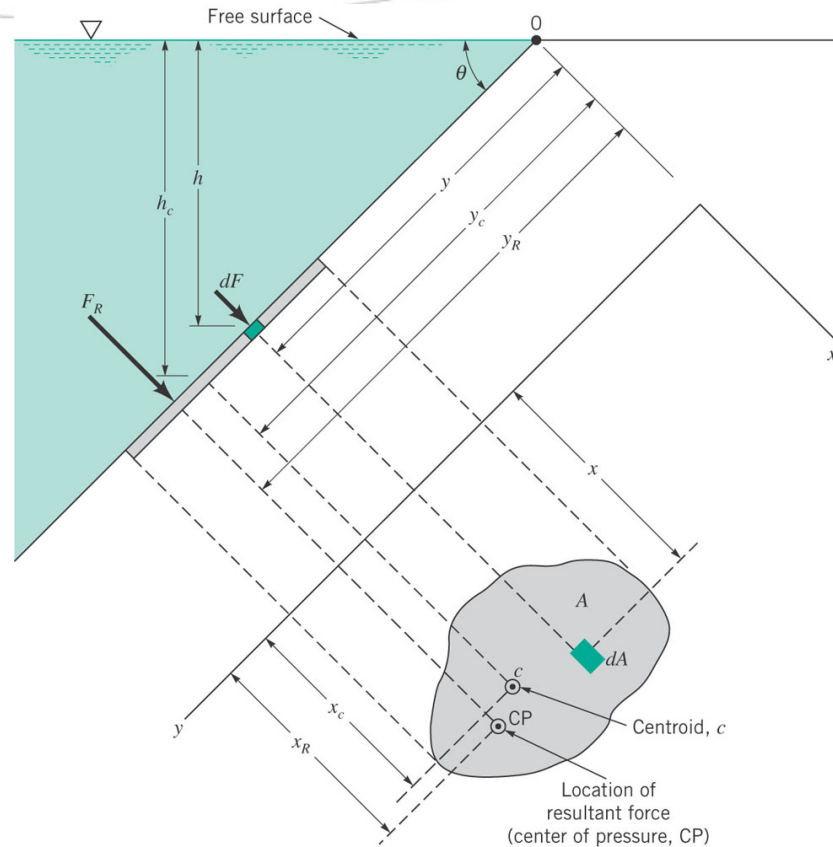 Free surface
0
θ
h
h_c
y
y_c
y_R
dF
F_R
x
x
A
dA
c
CP
x_c
x_R
y
Centroid, c
Location of
resultant force
(center of pressure, CP)